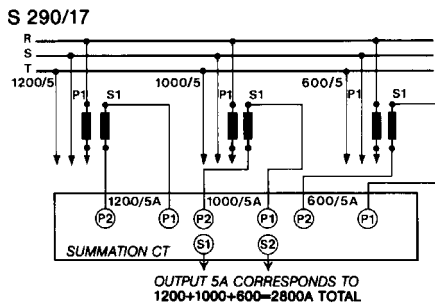 S 290/17
R
S
T
1200/5 1000/5 600/5
P1 S1 P1 S1 P1 S1
1200/5A 1000/5A 600/5A
P2 P1 P2 P1 P2 P1
S1 S2
SUMMATION CT
OUTPUT 5A CORRESPONDS TO
1200+1000+600=2800A TOTAL